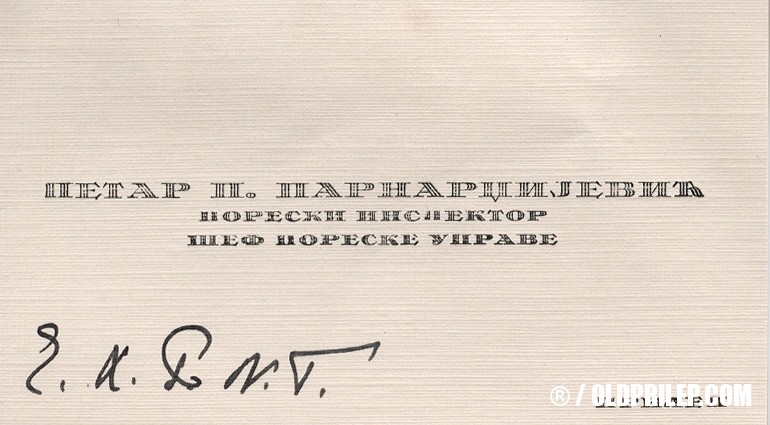 ПЕТАР П. ПАРНАРЏИЈЕВИЋ
ПОРЕСКИ ИНСПЕКТОР
ШЕФ ПОРЕСКЕ УПРАВЕ
® / OLDPRILEP.COM